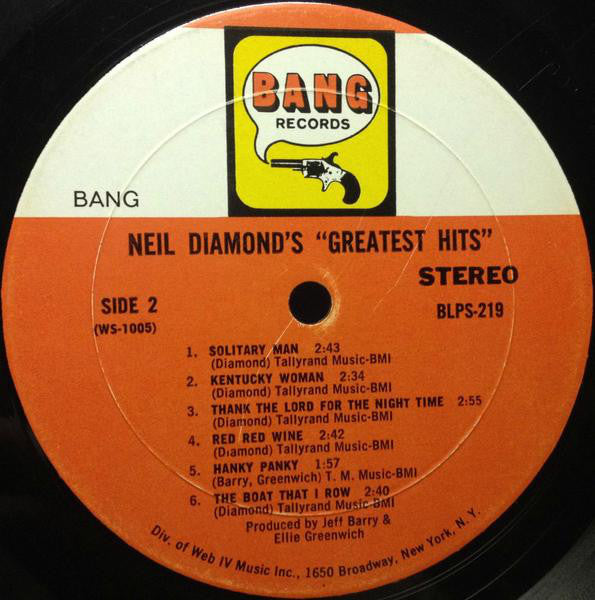 BANG
RECORDS
BANG
NEIL DIAMOND'S "GREATEST HITS"
STEREO
SIDE 2
BLPS-219
(WS-1005)
1. SOLITARY MAN 2:43
(Diamond) Tallyrand Music-BMI
2. KENTUCKY WOMAN 2:34
(Diamond) Tallyrand Music-BMI
3. THANK THE LORD FOR THE NIGHT TIME 2:55
(Diamond) Tallyrand Music-BMI
4. RED RED WINE 2:42
(Diamond) Tallyrand Music-BMI
5. HANKY PANKY 1:57
(Barry, Greenwich) T. M. Music-BMI
6. THE BOAT THAT I ROW 2:40
(Diamond) Tallyrand Music-BMI
Produced by Jeff Barry &
Ellie Greenwich
Div. of Web IV Music Inc., 1650 Broadway, New York, N. Y.